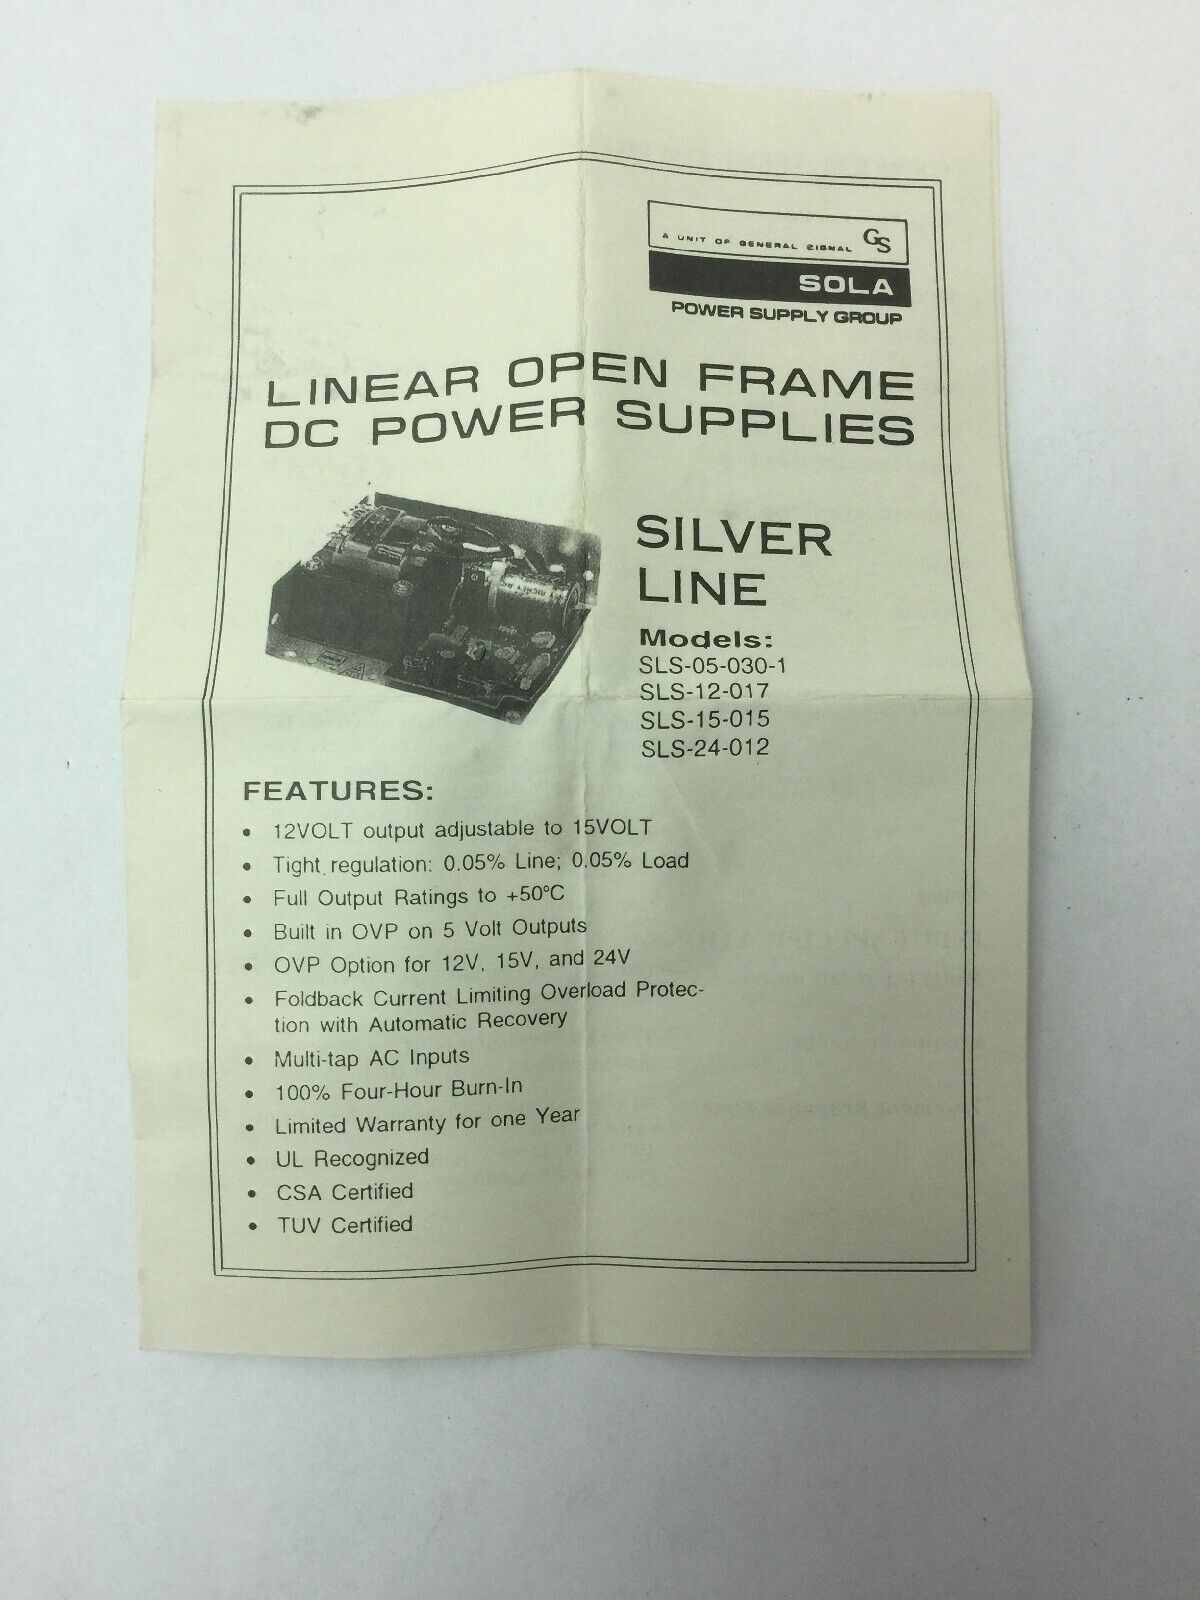 A UNIT OF GENERAL SIGNAL GS
SOLA
POWER SUPPLY GROUP
LINEAR OPEN FRAME
DC POWER SUPPLIES
SILVER
LINE
Models:
SLS-05-030-1
SLS-12-017
SLS-15-015
SLS-24-012
FEATURES:
• 12VOLT output adjustable to 15VOLT
• Tight regulation: 0.05% Line; 0.05% Load
• Full Output Ratings to +50°C
• Built in OVP on 5 Volt Outputs
• OVP Option for 12V, 15V, and 24V
• Foldback Current Limiting Overload Protec-
tion with Automatic Recovery
• Multi-tap AC Inputs
• 100% Four-Hour Burn-In
• Limited Warranty for one Year
• UL Recognized
• CSA Certified
• TUV Certified